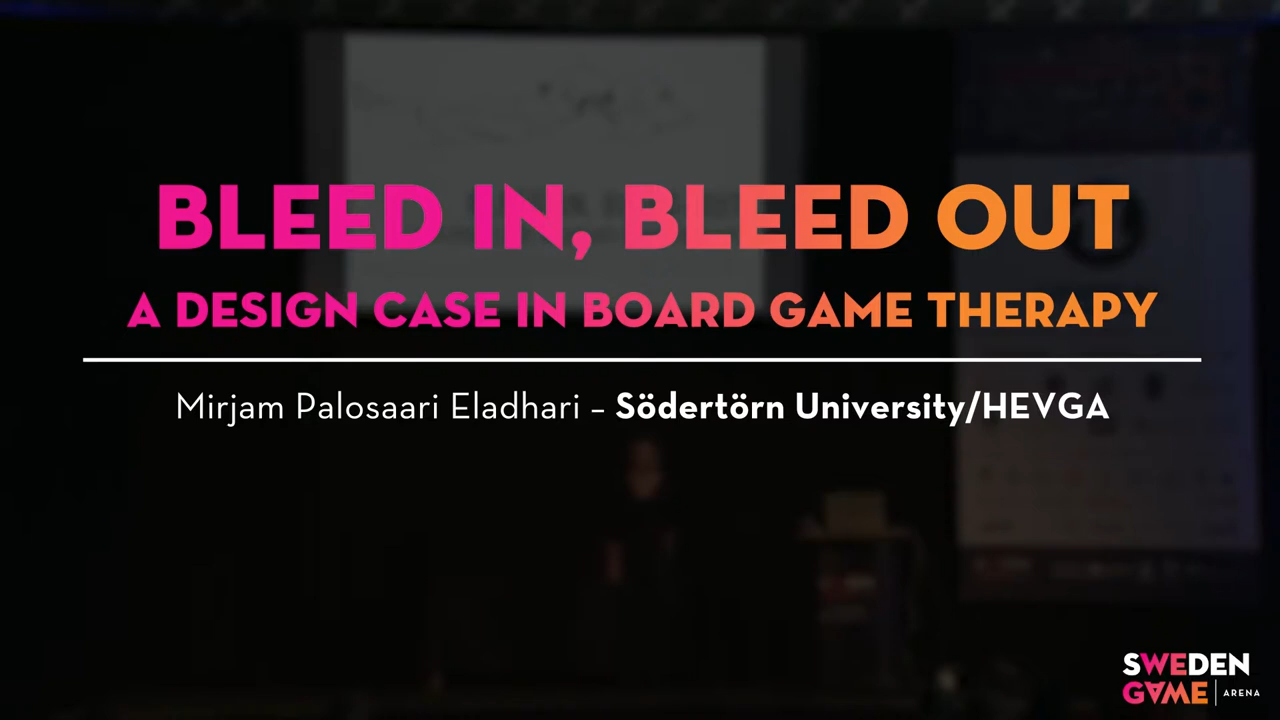 BLEED IN, BLEED OUT
A DESIGN CASE IN BOARD GAME THERAPY
Mirjam Palosaari Eladhari – Södertörn University/HEVGA
SWEDEN
GAME | ARENA